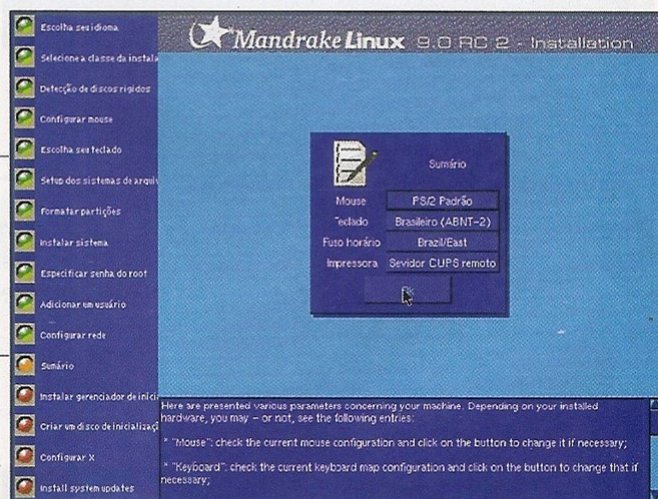 Escolha seu idioma
Selecione a classe da instala
Detecção de discos rígidos
Configurar mouse
Escolha seu teclado
Setup dos sistemas de arquiv
Formatar partições
Instalar sistema
Especificar senha do root
Adicionar um usuário
Configurar rede
Sumário
Instalar gerenciador de inicia
Criar um disco de inicializaç
Configurar X
Install system updates
Mandrake Linux 9.0 RC 2 - Installation
Sumário
Mouse PS/2 Padrão
Teclado Brasileiro (ABNT-2)
Fuso horário Brazil/East
Impressora Sevidor CUPS remoto
Here are presented various parameters concerning your machine. Depending on your installed
hardware, you may - or not, see the following entries:
* "Mouse": check the current mouse configuration and click on the button to change it if necessary;
* "Keyboard": check the current keyboard map configuration and click on the button to change that if
necessary;